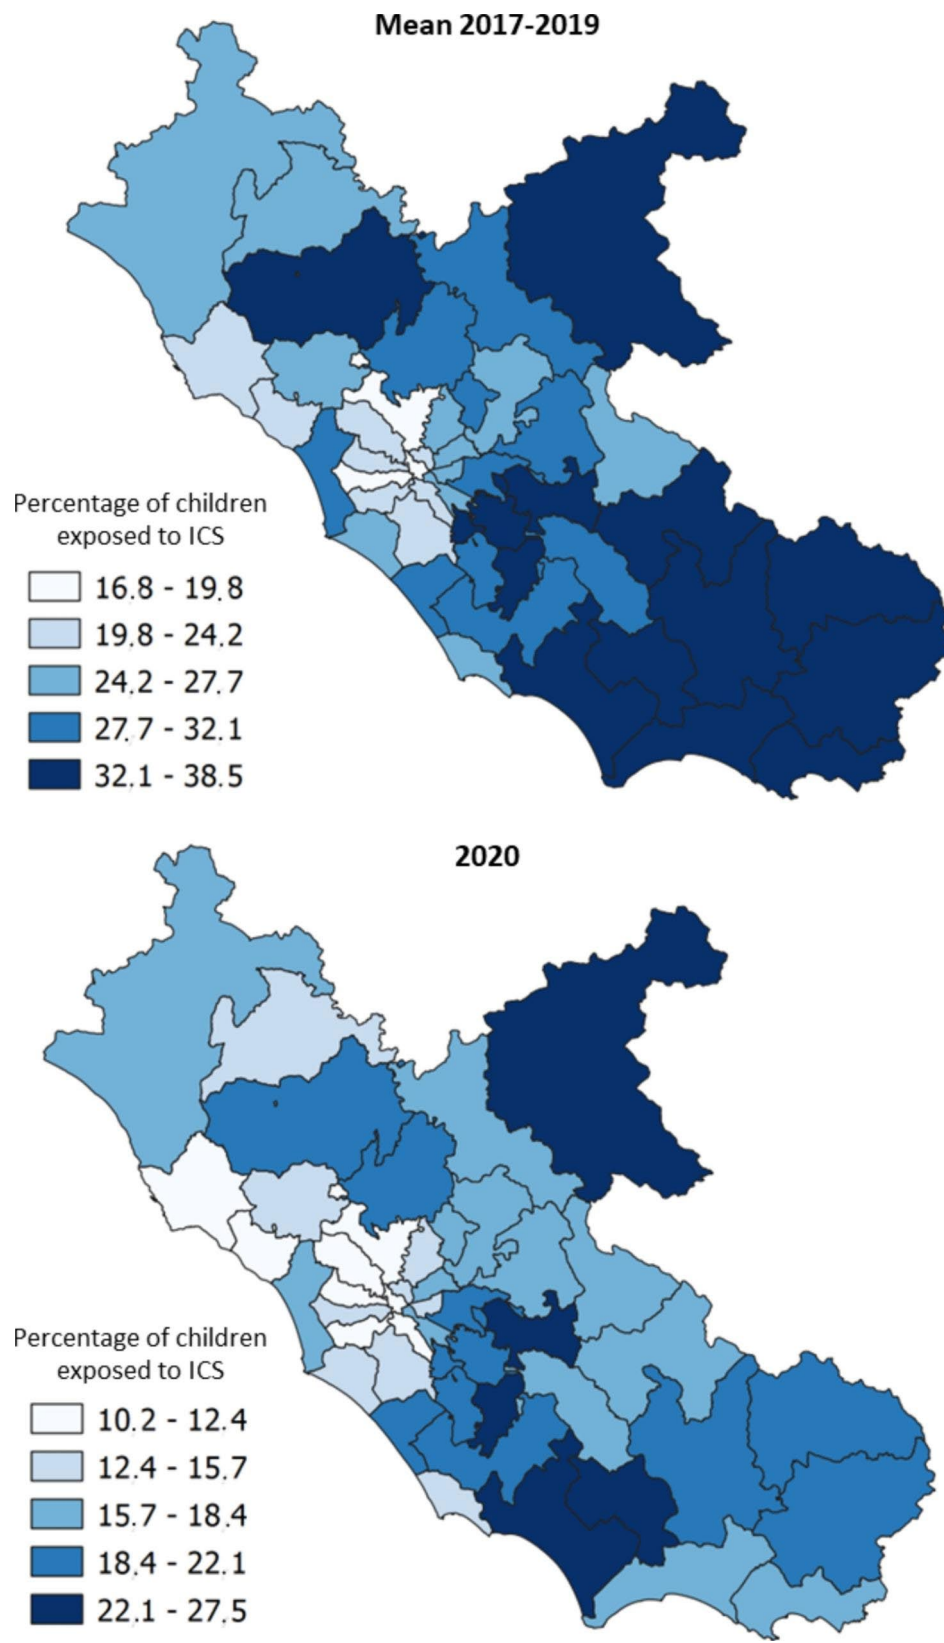 Mean 2017-2019
Percentage of children
exposed to ICS
16.8 - 19.8
19.8 - 24.2
24.2 - 27.7
27.7 - 32.1
32.1 - 38.5
2020
Percentage of children
exposed to ICS
10.2 - 12.4
12.4 - 15.7
15.7 - 18.4
18.4 - 22.1
22.1 - 27.5